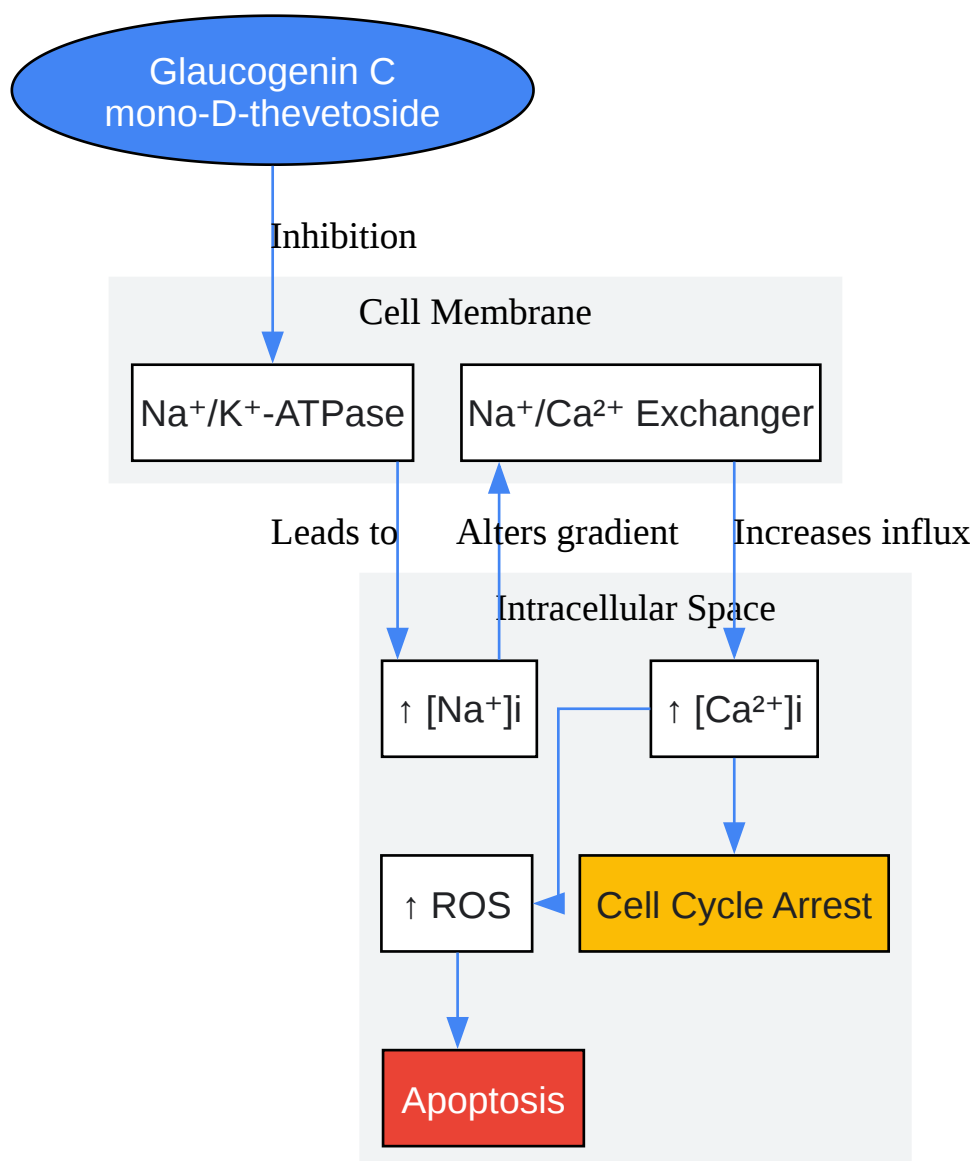 Glaucogenin C
mono-D-thevetoside
Inhibition
Cell Membrane
Na⁺/K⁺-ATPase
Na⁺/Ca²⁺ Exchanger
Leads to
Alters gradient
Increases influx
Intracellular Space
↑ [Na⁺]i
↑ [Ca²⁺]i
↑ ROS
Cell Cycle Arrest
Apoptosis